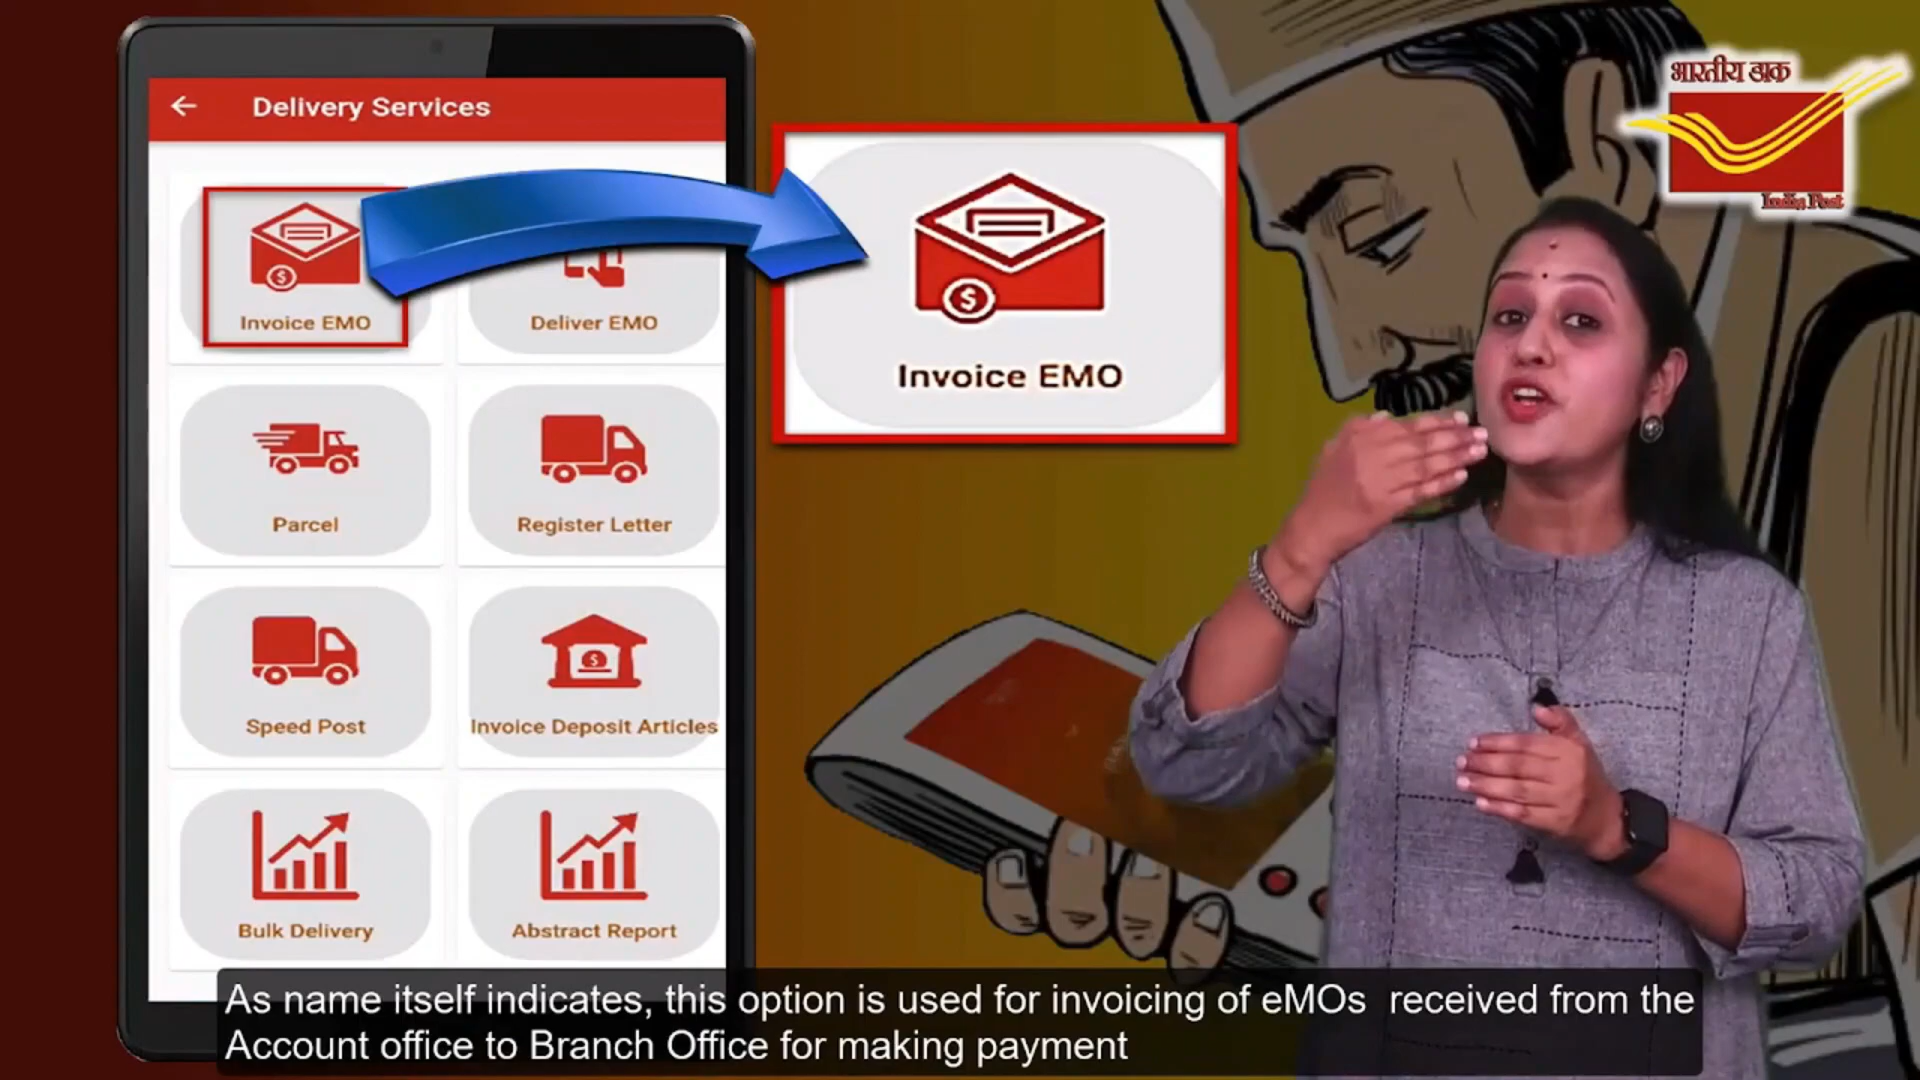 Delivery Services
Invoice EMO
Deliver EMO
Parcel
Register Letter
Speed Post
Invoice Deposit Articles
Bulk Delivery
Abstract Report
Invoice EMO
भारतीय डाक
India Post
As name itself indicates, this option is used for invoicing of eMOs received from the
Account office to Branch Office for making payment